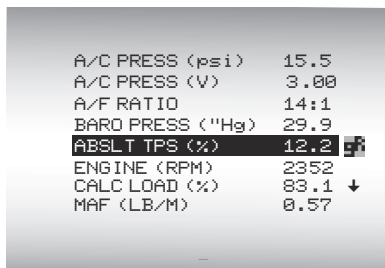 A/C PRESS (psi) 15.5
A/C PRESS (V) 3.00
A/F RATIO 14:1
BARO PRESS ("Hg) 29.9
ABSLT TPS (%) 12.2
ENGINE (RPM) 2352
CALC LOAD (%) 83.1 ↓
MAF (LB/M) 0.57